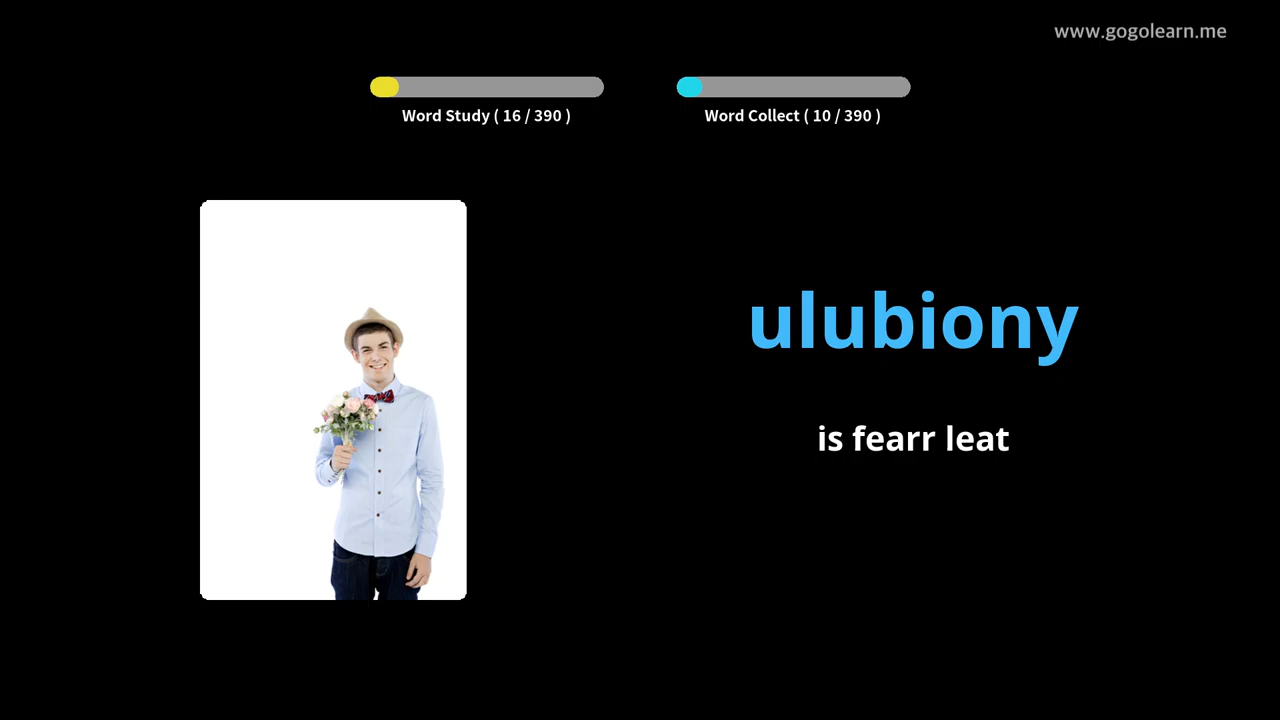 www.gogolearn.me
Word Study ( 16 / 390 )
Word Collect ( 10 / 390 )
ulubiony
is fearr leat